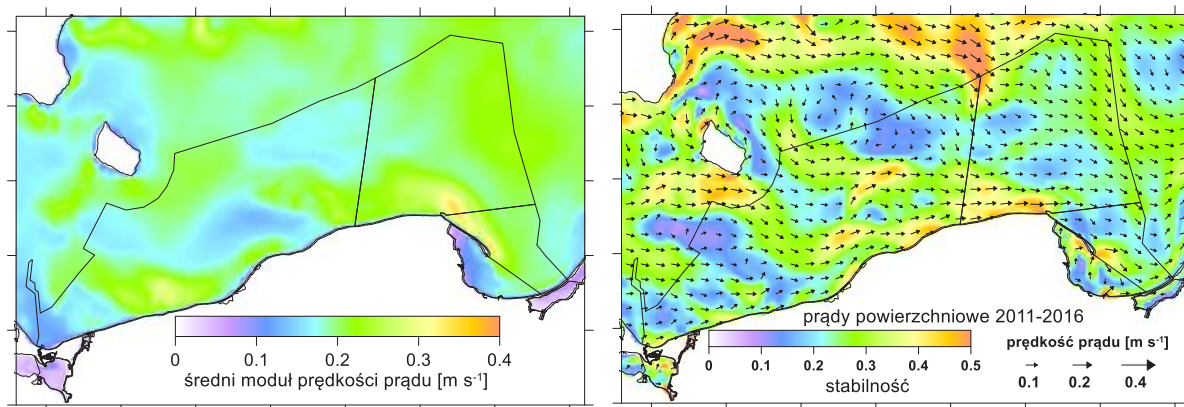 0 0.1 0.2 0.3 0.4
średni moduł prędkości prądu [m s⁻¹]
prądy powierzchniowe 2011-2016
0 0.1 0.2 0.3 0.4 0.5
stabilność
prędkość prądu [m s⁻¹]
0.1 0.2 0.4